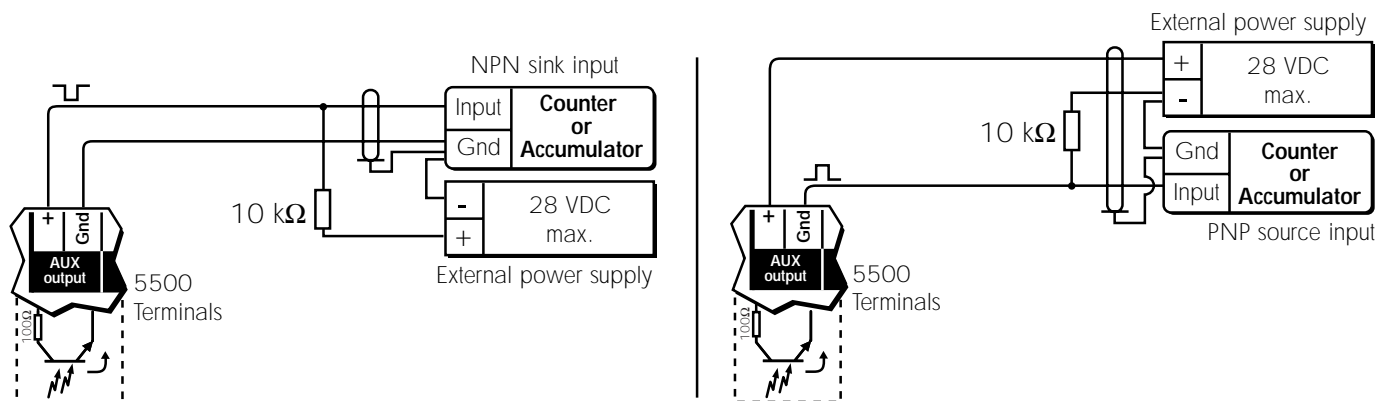 NPN sink input
Input
Gnd
Counter
or
Accumulator
10 kΩ
-
+
28 VDC
max.
External power supply
+
Gnd
AUX
output
5500
Terminals
100Ω
External power supply
+
-
28 VDC
max.
10 kΩ
Gnd
Input
Counter
or
Accumulator
PNP source input
+
Gnd
AUX
output
5500
Terminals
100Ω